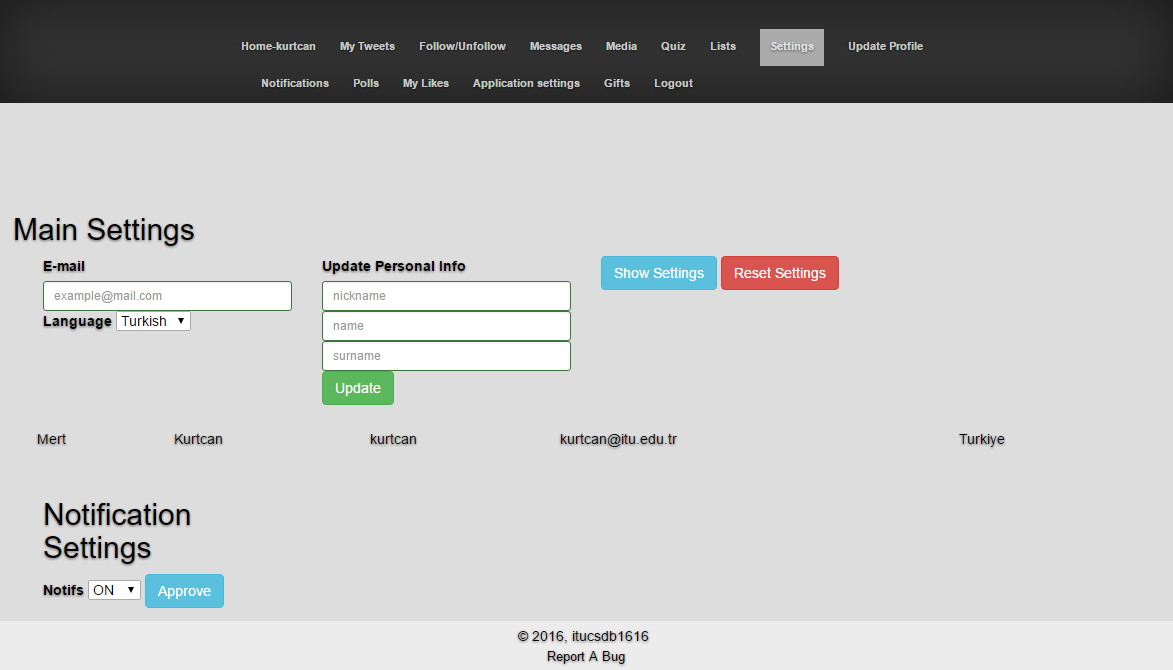 Home-kurtcan My Tweets Follow/Unfollow Messages Media Quiz Lists Settings Update Profile
Notifications Polls My Likes Application settings Gifts Logout
Main Settings
E-mail
example@mail.com
Language Turkish
Update Personal Info
nickname
name
surname
Update
Show Settings Reset Settings
Mert Kurtcan kurtcan kurtcan@itu.edu.tr Turkiye
Notification
Settings
Notifs ON Approve
© 2016, itucsdb1616
Report A Bug